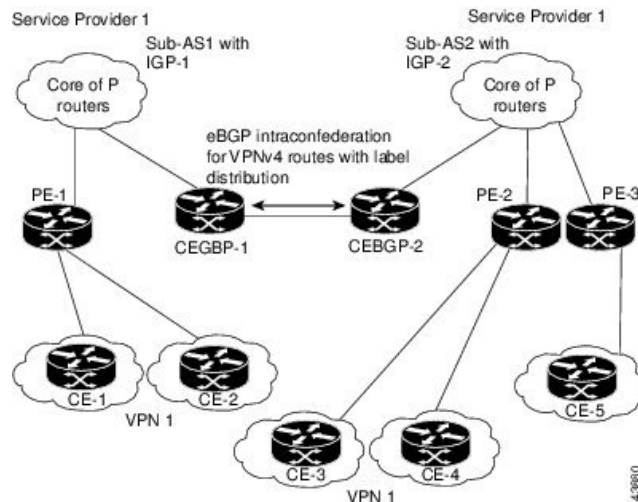 Service Provider 1
Service Provider 1
Sub-AS1 with
IGP-1
Sub-AS2 with
IGP-2
Core of P
routers
Core of P
routers
eBGP intraconfederation
for VPNv4 routes with label
distribution
PE-1
PE-2
PE-3
CEGBP-1
CEBGP-2
CE-1
CE-2
CE-5
VPN 1
CE-3
CE-4
VPN 1
43880